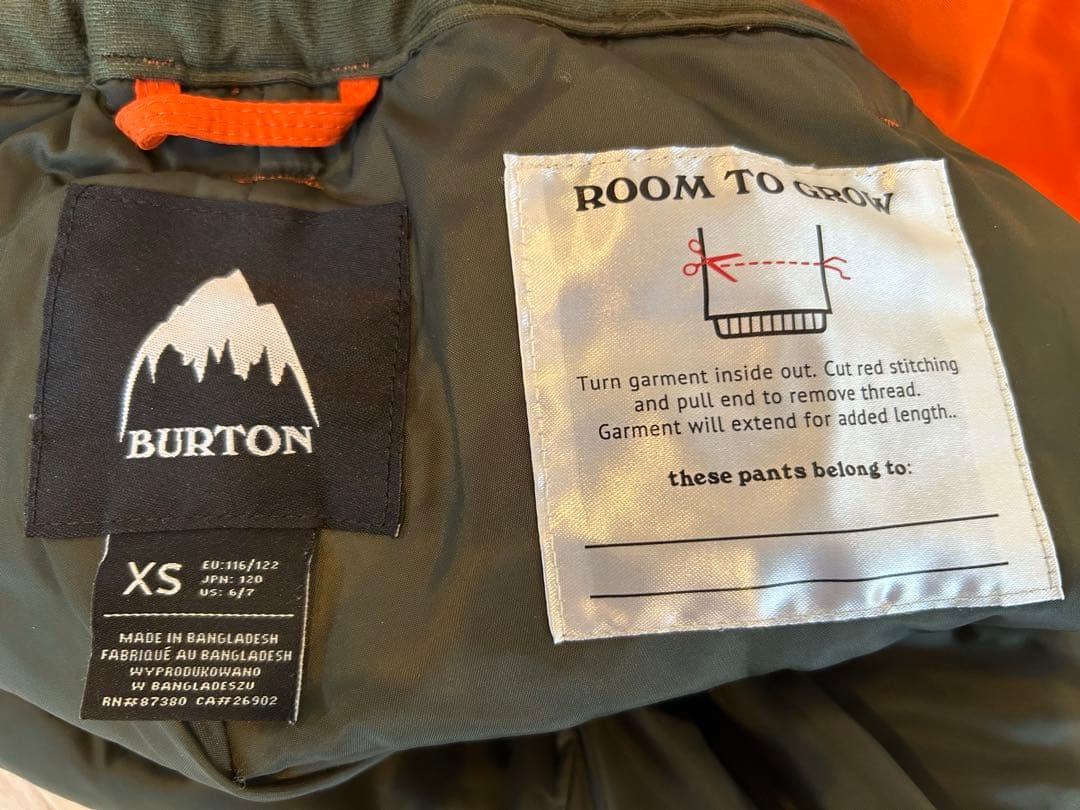 BURTON
XS
EU:116/122
JPN: 120
US: 6/7
MADE IN BANGLADESH
FABRIQUÉ AU BANGLADESH
WYPRODUKOWANO
W BANGLADESZU
RN#87380 CA#26902
ROOM TO GROW
Turn garment inside out. Cut red stitching
and pull end to remove thread.
Garment will extend for added length..
these pants belong to: